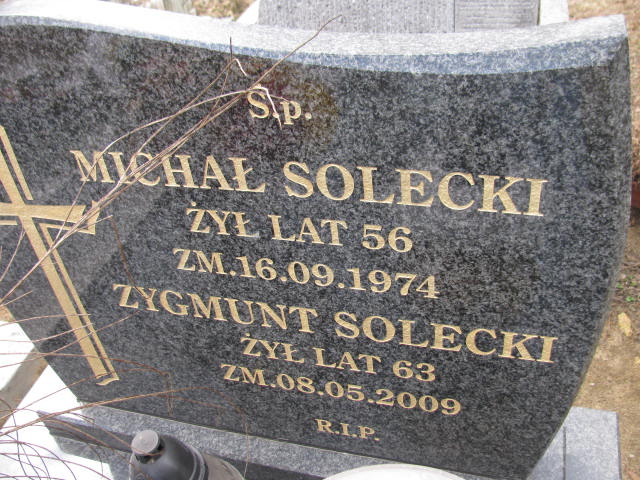 Ś.p.
MICHAŁ SOLECKI
ŻYŁ LAT 56
ZM.16.09.1974
ZYGMUNT SOLECKI
ŻYŁ LAT 63
ZM.08.05.2009
R.I.P.